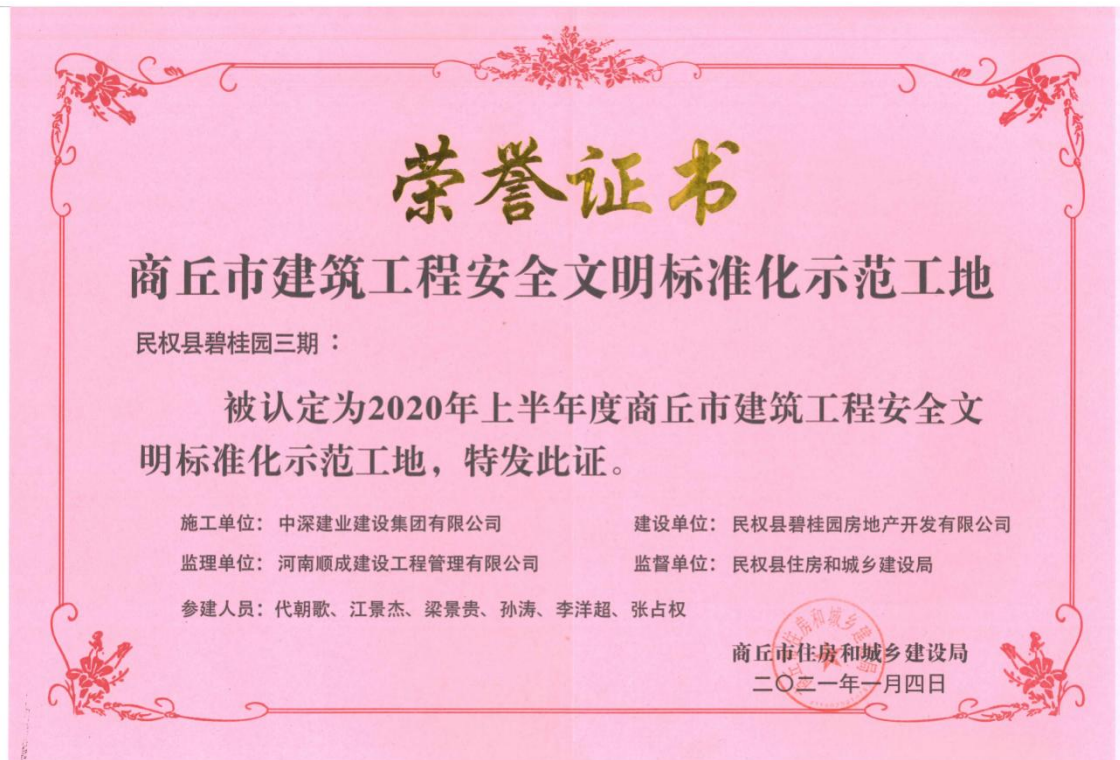 荣誉证书
商丘市建筑工程安全文明标准化示范工地
民权县碧桂园三期：
被认定为2020年上半年度商丘市建筑工程安全文
明标准化示范工地，特发此证。
施工单位：中深建业建设集团有限公司
建设单位：民权县碧桂园房地产开发有限公司
监理单位：河南顺成建设工程管理有限公司
监督单位：民权县住房和城乡建设局
参建人员：代朝歌、江景杰、梁景贵、孙涛、李洋超、张占权
商丘市住房和城乡建设局
二〇二一年一月四日